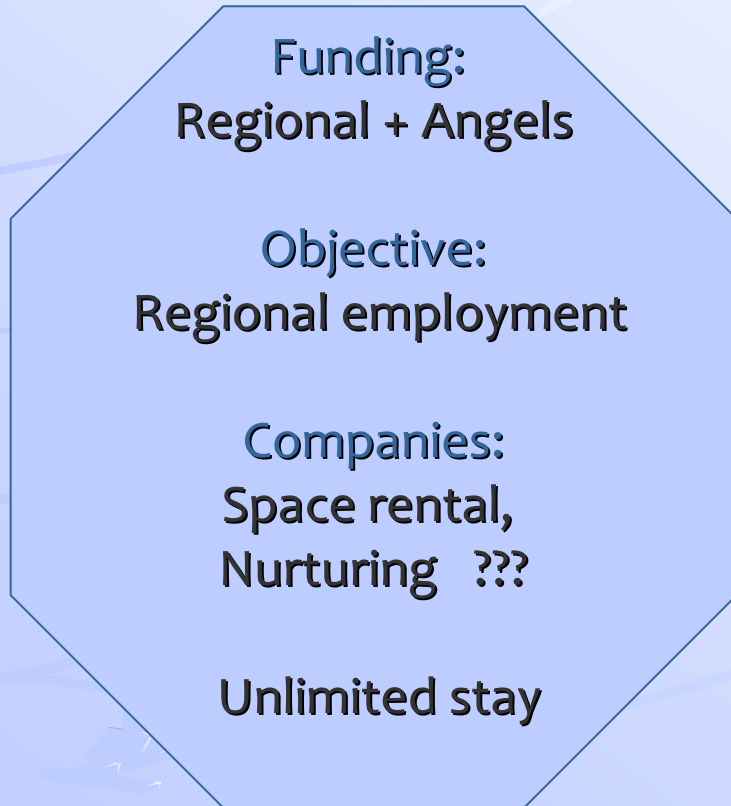 Funding:
Regional + Angels
Objective:
Regional employment
Companies:
Space rental,
Nurturing ???
Unlimited stay